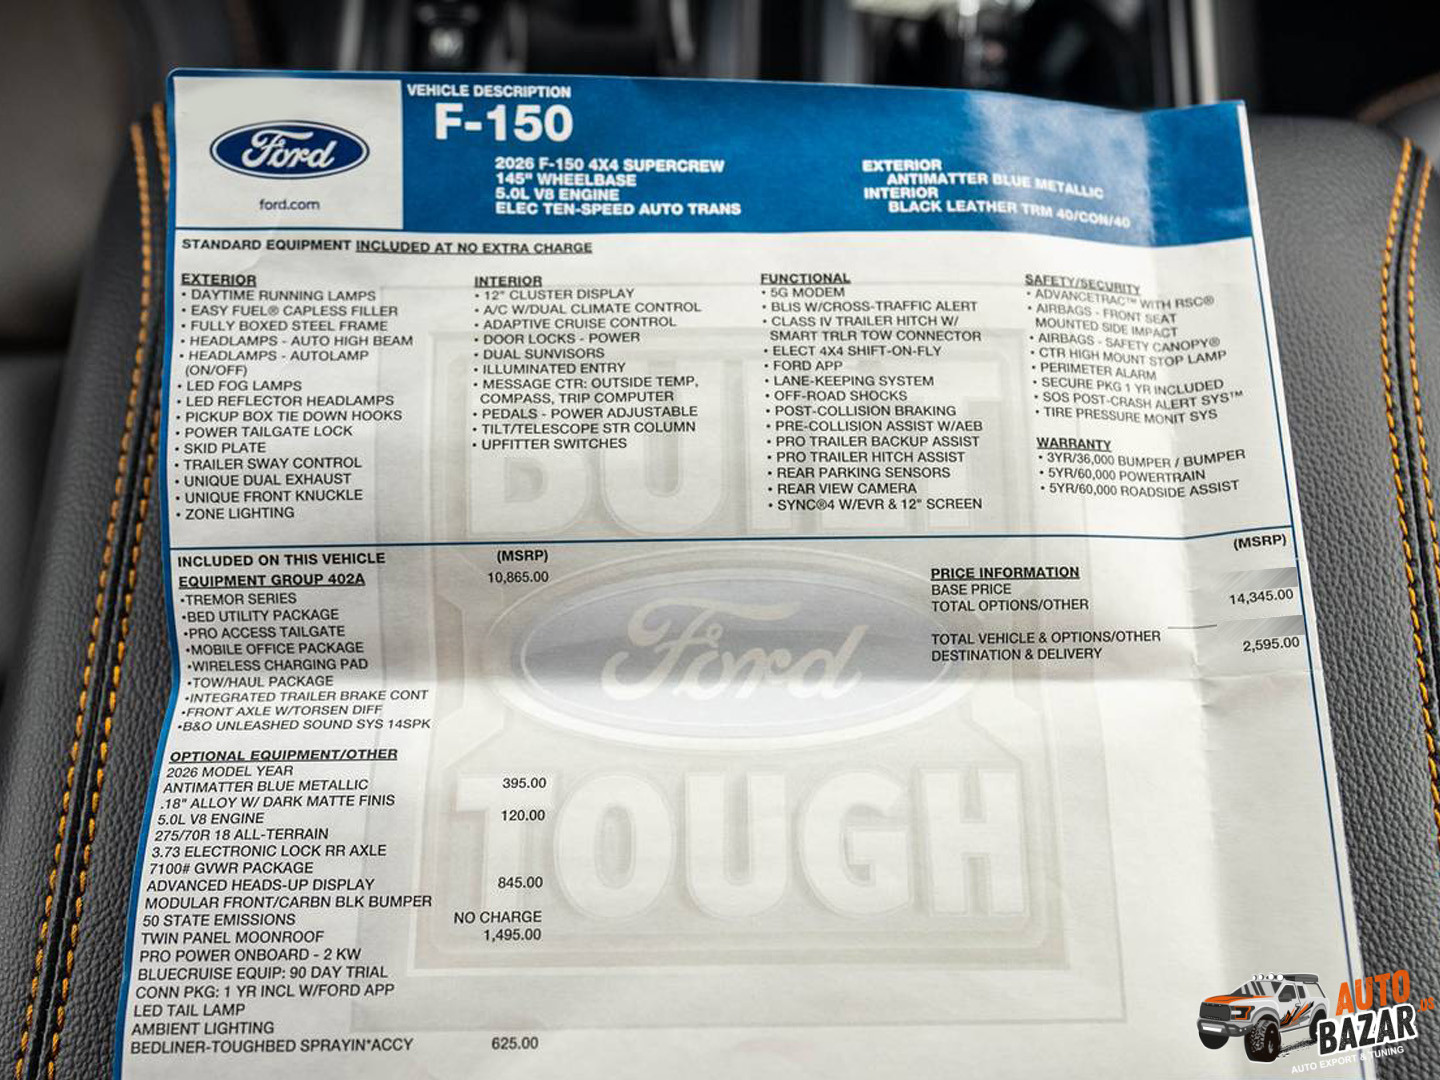 Ford
ford.com
VEHICLE DESCRIPTION
F-150
2026 F-150 4X4 SUPERCREW
145" WHEELBASE
5.0L V8 ENGINE
ELEC TEN-SPEED AUTO TRANS
EXTERIOR
ANTIMATTER BLUE METALLIC
INTERIOR
BLACK LEATHER TRM 40/CON/40
STANDARD EQUIPMENT INCLUDED AT NO EXTRA CHARGE
EXTERIOR
• DAYTIME RUNNING LAMPS
• EASY FUEL® CAPLESS FILLER
• FULLY BOXED STEEL FRAME
• HEADLAMPS - AUTO HIGH BEAM
• HEADLAMPS - AUTOLAMP
(ON/OFF)
• LED FOG LAMPS
• LED REFLECTOR HEADLAMPS
• PICKUP BOX TIE DOWN HOOKS
• POWER TAILGATE LOCK
• SKID PLATE
• TRAILER SWAY CONTROL
• UNIQUE DUAL EXHAUST
• UNIQUE FRONT KNUCKLE
• ZONE LIGHTING
INTERIOR
• 12" CLUSTER DISPLAY
• A/C W/DUAL CLIMATE CONTROL
• ADAPTIVE CRUISE CONTROL
• DOOR LOCKS - POWER
• DUAL SUNVISORS
• ILLUMINATED ENTRY
• MESSAGE CTR: OUTSIDE TEMP,
COMPASS, TRIP COMPUTER
• PEDALS - POWER ADJUSTABLE
• TILT/TELESCOPE STR COLUMN
• UPFITTER SWITCHES
FUNCTIONAL
• 5G MODEM
• BLIS W/CROSS-TRAFFIC ALERT
• CLASS IV TRAILER HITCH W/
SMART TRLR TOW CONNECTOR
• ELECT 4X4 SHIFT-ON-FLY
• FORD APP
• LANE-KEEPING SYSTEM
• OFF-ROAD SHOCKS
• POST-COLLISION BRAKING
• PRE-COLLISION ASSIST W/AEB
• PRO TRAILER BACKUP ASSIST
• PRO TRAILER HITCH ASSIST
• REAR PARKING SENSORS
• REAR VIEW CAMERA
• SYNC®4 W/EVR & 12" SCREEN
SAFETY/SECURITY
• ADVANCETRAC™ WITH RSC®
• AIRBAGS - FRONT SEAT
MOUNTED SIDE IMPACT
• AIRBAGS - SAFETY CANOPY®
• CTR HIGH MOUNT STOP LAMP
• PERIMETER ALARM
• SECURE PKG 1 YR INCLUDED
• SOS POST-CRASH ALERT SYS™
• TIRE PRESSURE MONIT SYS
WARRANTY
• 3YR/36,000 BUMPER / BUMPER
• 5YR/60,000 POWERTRAIN
• 5YR/60,000 ROADSIDE ASSIST
INCLUDED ON THIS VEHICLE (MSRP)
EQUIPMENT GROUP 402A 10,865.00
•TREMOR SERIES
•BED UTILITY PACKAGE
•PRO ACCESS TAILGATE
•MOBILE OFFICE PACKAGE
•WIRELESS CHARGING PAD
•TOW/HAUL PACKAGE
•INTEGRATED TRAILER BRAKE CONT
•FRONT AXLE W/TORSEN DIFF
•B&O UNLEASHED SOUND SYS 14SPK
OPTIONAL EQUIPMENT/OTHER
2026 MODEL YEAR
ANTIMATTER BLUE METALLIC 395.00
.18" ALLOY W/ DARK MATTE FINIS
5.0L V8 ENGINE 120.00
275/70R 18 ALL-TERRAIN
3.73 ELECTRONIC LOCK RR AXLE
7100# GVWR PACKAGE
ADVANCED HEADS-UP DISPLAY 845.00
MODULAR FRONT/CARBN BLK BUMPER
50 STATE EMISSIONS NO CHARGE
TWIN PANEL MOONROOF 1,495.00
PRO POWER ONBOARD - 2 KW
BLUECRUISE EQUIP: 90 DAY TRIAL
CONN PKG: 1 YR INCL W/FORD APP
LED TAIL LAMP
AMBIENT LIGHTING
BEDLINER-TOUGHBED SPRAYIN*ACCY 625.00
(MSRP)
PRICE INFORMATION
BASE PRICE
TOTAL OPTIONS/OTHER 14,345.00
TOTAL VEHICLE & OPTIONS/OTHER
DESTINATION & DELIVERY 2,595.00
BUILT
Ford
TOUGH
AUTO
BAZAR
AUTO EXPORT & TUNING